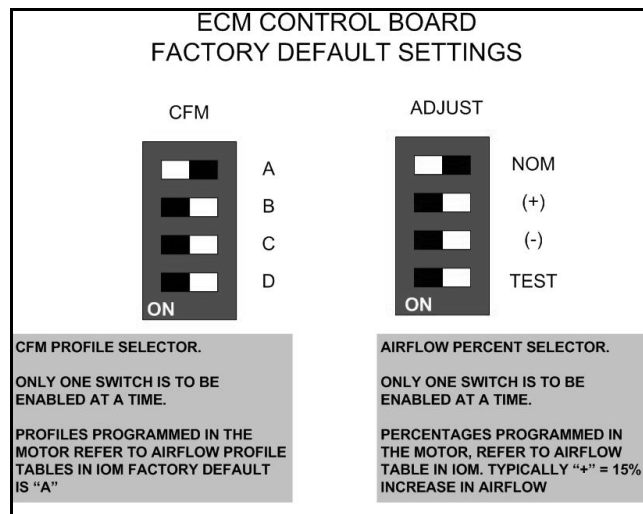 ECM CONTROL BOARD
FACTORY DEFAULT SETTINGS
CFM
A
B
C
D
ON
CFM PROFILE SELECTOR.
ONLY ONE SWITCH IS TO BE
ENABLED AT A TIME.
PROFILES PROGRAMMED IN THE
MOTOR REFER TO AIRFLOW PROFILE
TABLES IN IOM FACTORY DEFAULT
IS “A”
ADJUST
NOM
(+)
(-)
TEST
ON
AIRFLOW PERCENT SELECTOR.
ONLY ONE SWITCH IS TO BE
ENABLED AT A TIME.
PERCENTAGES PROGRAMMED IN
THE MOTOR, REFER TO AIRFLOW
TABLE IN IOM. TYPICALLY “+” = 15%
INCREASE IN AIRFLOW